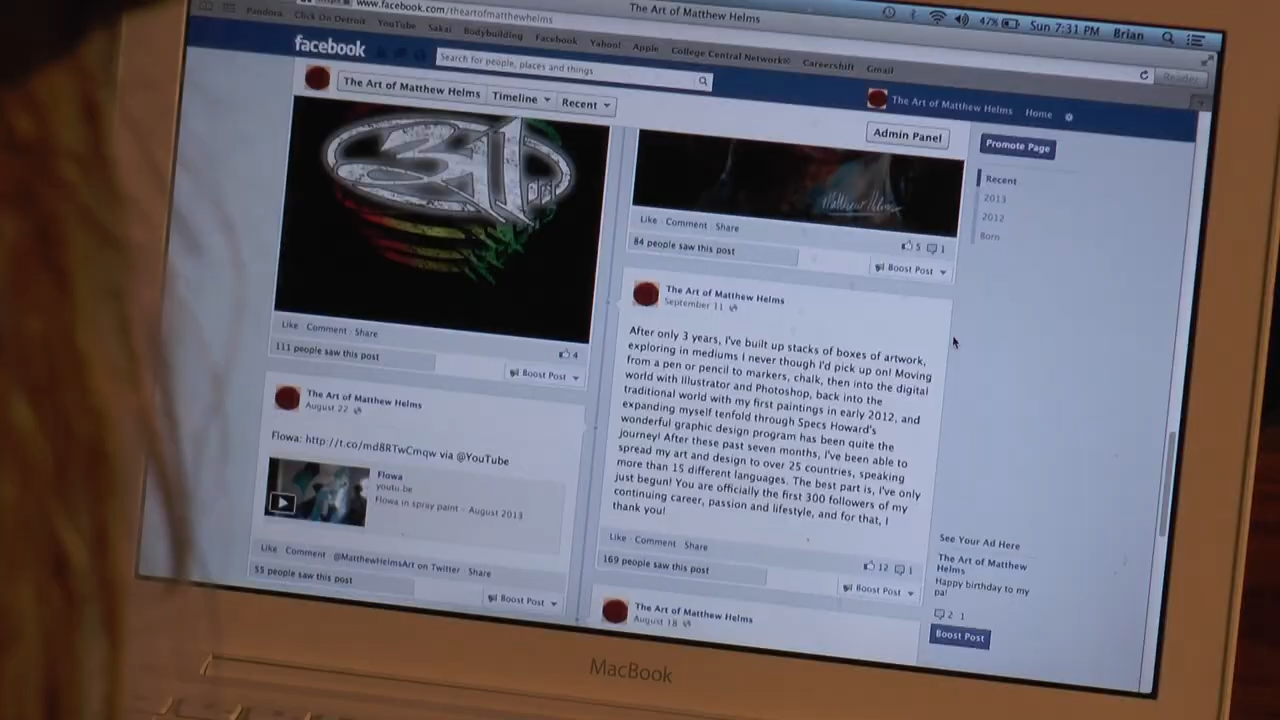 www.facebook.com/theartofmatthewhelms
The Art of Matthew Helms
47%
Sun 7:31 PM
Brian
Pandora
Click On Detroit
YouTube
Sakai
Bodybuilding
Facebook
Yahoo!
Apple
College Central Network®
Careershift
Gmail
Reader
facebook
Search for people, places and things
The Art of Matthew Helms
Home
The Art of Matthew Helms
Timeline
Recent
Admin Panel
Promote Page
Recent
2013
2012
Born
311
Like · Comment · Share
4
111 people saw this post
Boost Post
The Art of Matthew Helms
August 22
Flowa: http://t.co/md8RTwCmqw via @YouTube
Flowa
youtu.be
Flowa in spray paint - August 2013
Like · Comment · @MatthewHelmsArt on Twitter · Share
55 people saw this post
Boost Post
Matthew Helms
Like · Comment · Share
5 1
84 people saw this post
Boost Post
The Art of Matthew Helms
September 11
After only 3 years, I've built up stacks of boxes of artwork,
exploring in mediums I never though I'd pick up on! Moving
from a pen or pencil to markers, chalk, then into the digital
world with Illustrator and Photoshop, back into the
traditional world with my first paintings in early 2012, and
expanding myself tenfold through Specs Howard's
wonderful graphic design program has been quite the
journey! After these past seven months, I've been able to
spread my art and design to over 25 countries, speaking
more than 15 different languages. The best part is, I've only
just begun! You are officially the first 300 followers of my
continuing career, passion and lifestyle, and for that, I
thank you!
Like · Comment · Share
12 1
169 people saw this post
Boost Post
The Art of Matthew Helms
August 18
See Your Ad Here
The Art of Matthew
Helms
Happy birthday to my
pal
2 1
Boost Post
MacBook